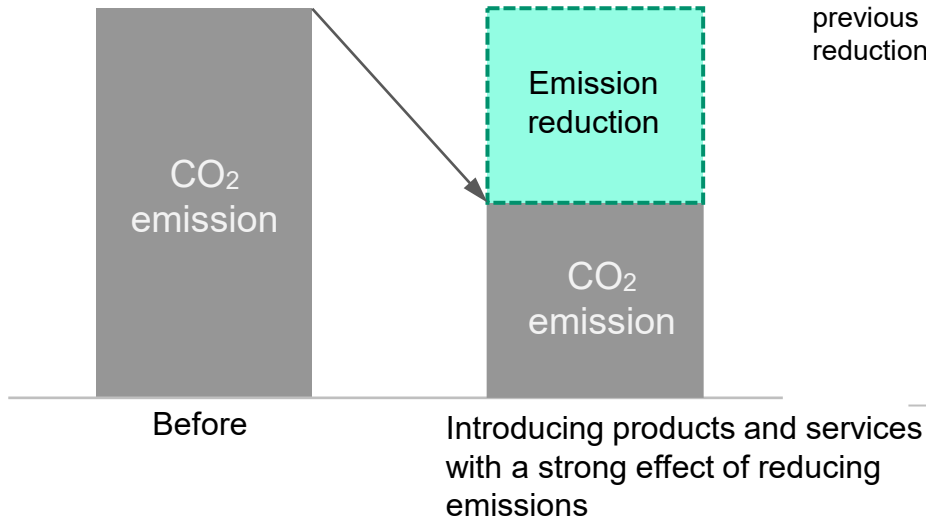 previous
reduction
Emission
reduction
CO₂
emission
CO₂
emission
Before
Introducing products and services
with a strong effect of reducing
emissions